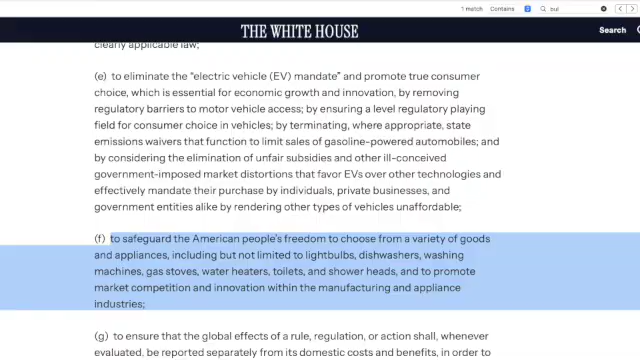 1 match Contains bul
THE WHITE HOUSE Search
clearly applicable law;
(e) to eliminate the “electric vehicle (EV) mandate” and promote true consumer
choice, which is essential for economic growth and innovation, by removing
regulatory barriers to motor vehicle access; by ensuring a level regulatory playing
field for consumer choice in vehicles; by terminating, where appropriate, state
emissions waivers that function to limit sales of gasoline-powered automobiles; and
by considering the elimination of unfair subsidies and other ill-conceived
government-imposed market distortions that favor EVs over other technologies and
effectively mandate their purchase by individuals, private businesses, and
government entities alike by rendering other types of vehicles unaffordable;
(f) to safeguard the American people’s freedom to choose from a variety of goods
and appliances, including but not limited to lightbulbs, dishwashers, washing
machines, gas stoves, water heaters, toilets, and shower heads, and to promote
market competition and innovation within the manufacturing and appliance
industries;
(g) to ensure that the global effects of a rule, regulation, or action shall, whenever
evaluated, be reported separately from its domestic costs and benefits, in order to